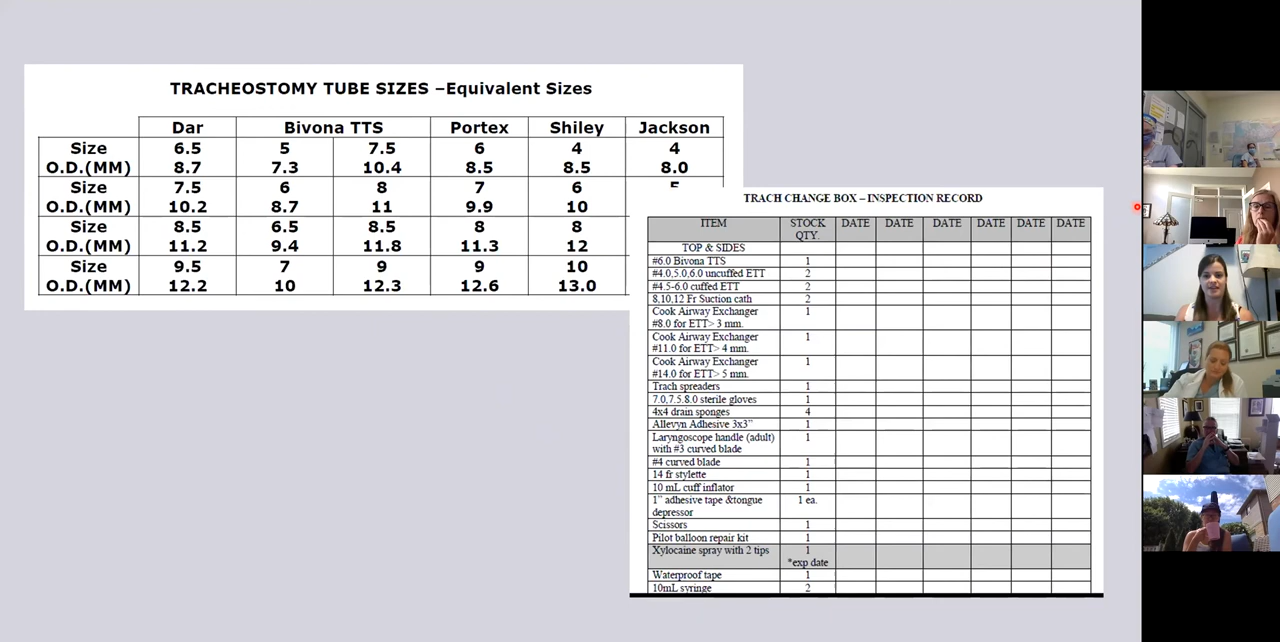 TRACHEOSTOMY TUBE SIZES –Equivalent Sizes
Dar Bivona TTS Portex Shiley Jackson
Size 6.5 5 7.5 6 4 4
O.D.(MM) 8.7 7.3 10.4 8.5 8.5 8.0
Size 7.5 6 8 7 6
O.D.(MM) 10.2 8.7 11 9.9 10
Size 8.5 6.5 8.5 8 8
O.D.(MM) 11.2 9.4 11.8 11.3 12
Size 9.5 7 9 9 10
O.D.(MM) 12.2 10 12.3 12.6 13.0
TRACH CHANGE BOX – INSPECTION RECORD
ITEM STOCK QTY. DATE DATE DATE DATE DATE DATE
TOP & SIDES
#6.0 Bivona TTS 1
#4.0,5.0,6.0 uncuffed ETT 2
#4.5-6.0 cuffed ETT 2
8,10,12 Fr Suction cath 2
Cook Airway Exchanger 1
#8.0 for ETT> 3 mm.
Cook Airway Exchanger 1
#11.0 for ETT> 4 mm.
Cook Airway Exchanger 1
#14.0 for ETT> 5 mm.
Trach spreaders 1
7.0,7.5.8.0 sterile gloves 1
4x4 drain sponges 4
Allevyn Adhesive 3x3" 1
Laryngoscope handle (adult) 1
with #3 curved blade
#4 curved blade 1
14 fr stylette 1
10 mL cuff inflator 1
1" adhesive tape &tongue 1 ea.
depressor
Scissors 1
Pilot balloon repair kit 1
Xylocaine spray with 2 tips 1
*exp date
Waterproof tape 1
10mL syringe 2